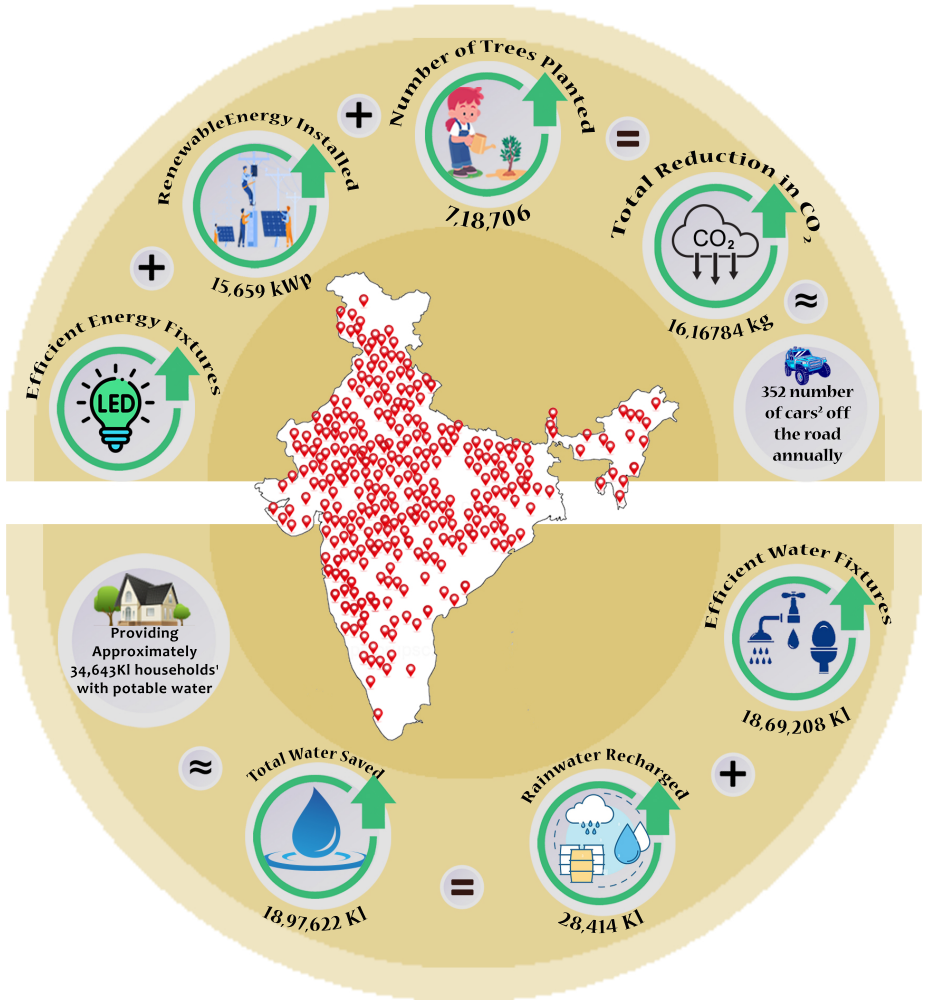 Number of Trees Planted
7,18,706
+
=
RenewableEnergy Installed
15,659 kWp
Total Reduction in CO₂
CO₂
16,16784 kg
+
≈
Efficient Energy Fixtures
LED
352 number
of cars² off
the road
annually
Providing
Approximately
34,643Kl households¹
with potable water
Efficient Water Fixtures
18,69,208 Kl
≈
+
Total Water Saved
18,97,622 Kl
=
Rainwater Recharged
28,414 Kl